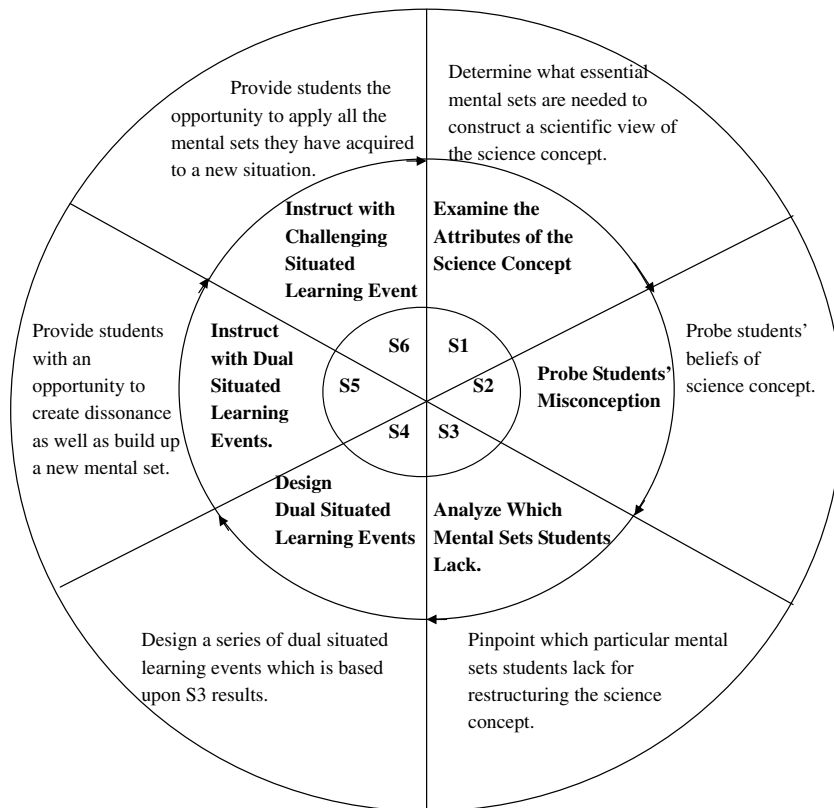 Provide students the
opportunity to apply all the
mental sets they have acquired
to a new situation.
Determine what essential
mental sets are needed to
construct a scientific view of
the science concept.
Instruct with
Challenging
Situated
Learning Event
Examine the
Attributes of the
Science Concept
Provide students
with an
opportunity to
create dissonance
as well as build up
a new mental set.
Instruct
with Dual
Situated
Learning
Events.
S6
S1
S5
S2
S4
S3
Probe Students’
Misconception
Probe students’
beliefs of
science concept.
Design
Dual Situated
Learning Events
Analyze Which
Mental Sets Students
Lack.
Design a series of dual situated
learning events which is based
upon S3 results.
Pinpoint which particular mental
sets students lack for
restructuring the science
concept.